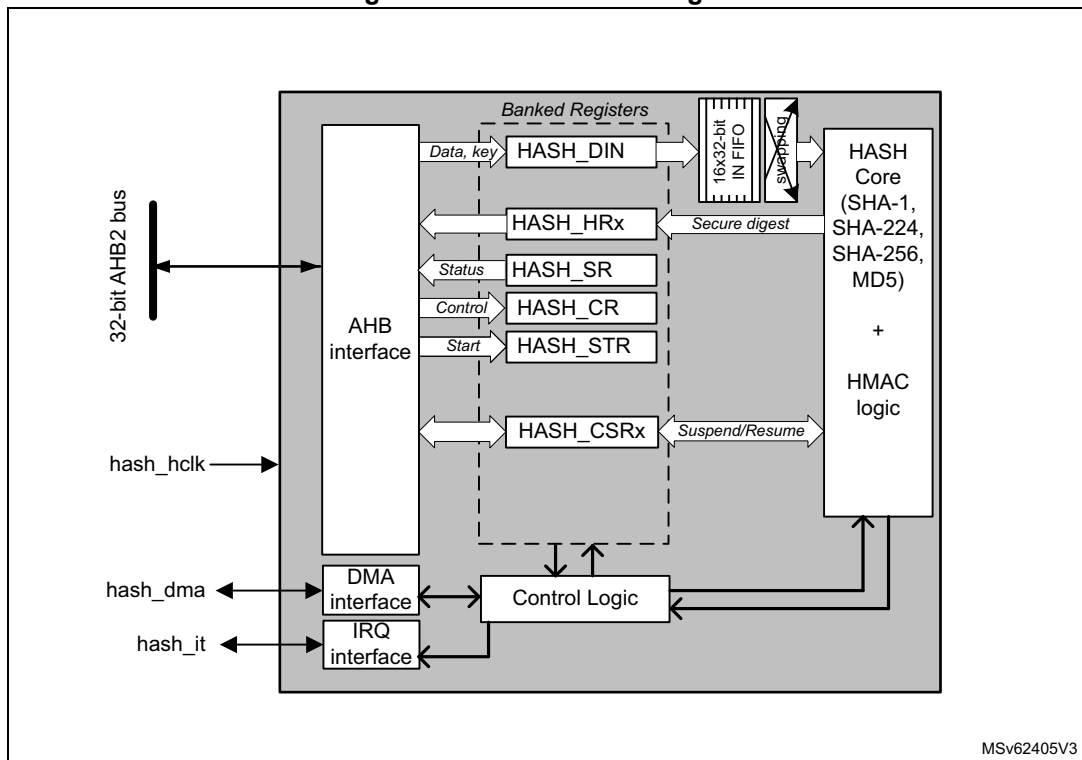 Banked Registers
Data, key
HASH_DIN
16x32-bit
IN FIFO
swapping
HASH
Core
(SHA-1,
SHA-224,
SHA-256,
MD5)
+
HMAC
logic
HASH_HRx
Secure digest
Status
HASH_SR
Control
HASH_CR
Start
HASH_STR
AHB
interface
32-bit AHB2 bus
HASH_CSRx
Suspend/Resume
hash_hclk
hash_dma
DMA
interface
Control Logic
hash_it
IRQ
interface
MSv62405V3